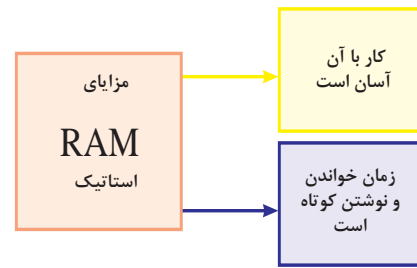 مزایای
RAM
استاتیک
کار با آن
آسان است
زمان خواندن
و نوشتن کوتاه
است